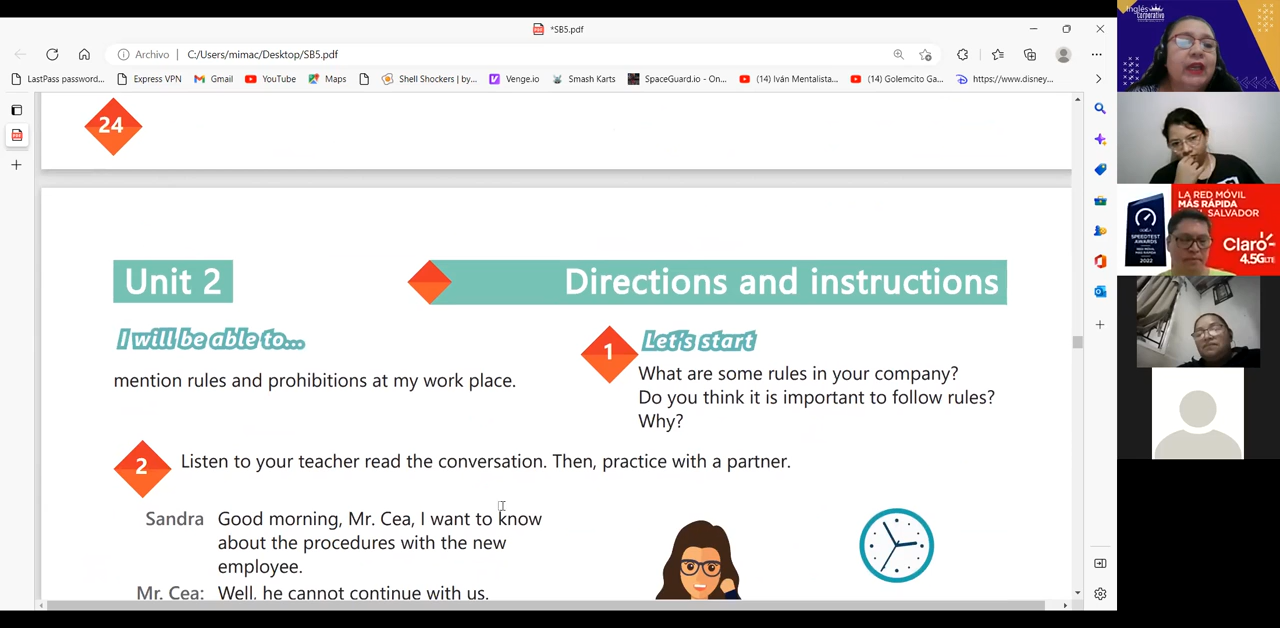 *SB5.pdf
Archivo | C:/Users/mimac/Desktop/SB5.pdf
LastPass password... Express VPN Gmail YouTube Maps Shell Shockers | by... Venge.io Smash Karts SpaceGuard.io - On... (14) Iván Mentalista... (14) Golemcito Ga... https://www.disney...
24
Unit 2
Directions and instructions
I will be able to...
mention rules and prohibitions at my work place.
1
Let's start
What are some rules in your company?
Do you think it is important to follow rules?
Why?
2
Listen to your teacher read the conversation. Then, practice with a partner.
Sandra Good morning, Mr. Cea, I want to know
about the procedures with the new
employee.
Mr. Cea: Well, he cannot continue with us.
Inglés
Corporativo
LA RED MÓVIL
MÁS RÁPIDA
SALVADOR
SPEEDTEST
AWARDS
2022
Claro
4.5G LTE